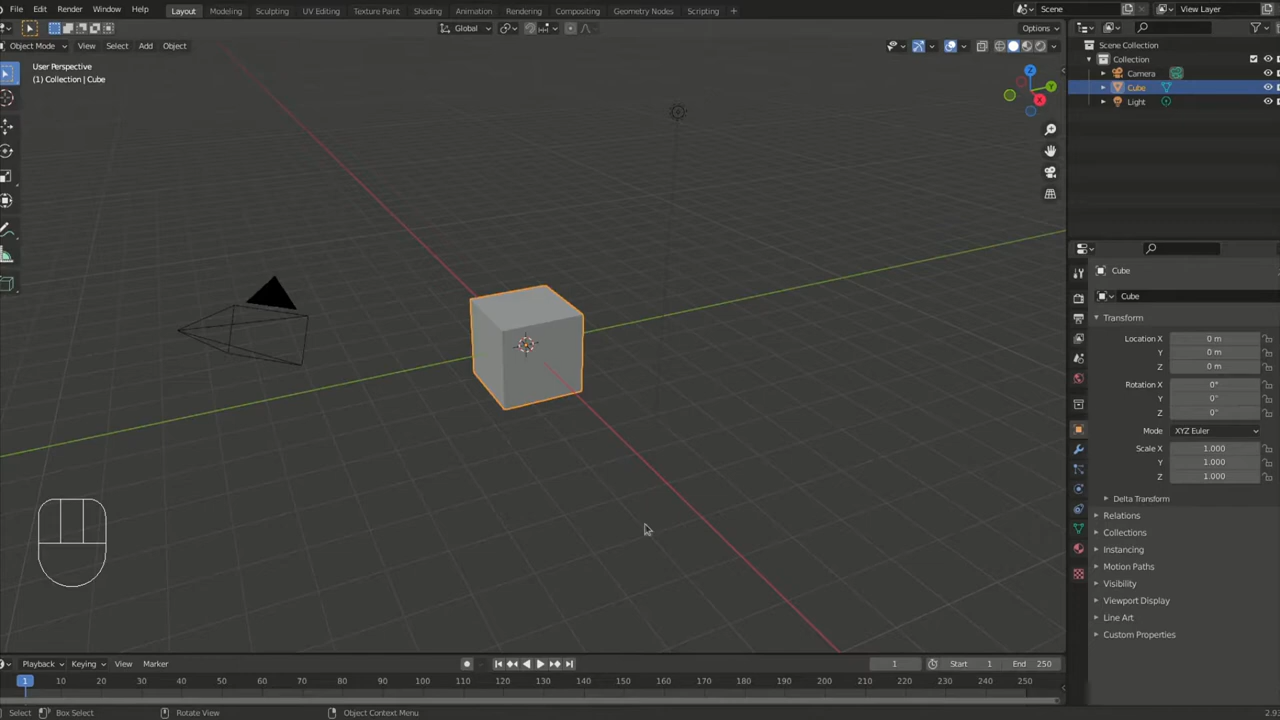 File Edit Render Window Help Layout Modeling Sculpting UV Editing Texture Paint Shading Animation Rendering Compositing Geometry Nodes Scripting + Scene View Layer
Global Options
Object Mode View Select Add Object
User Perspective
(1) Collection | Cube
Z
Y
X
Scene Collection
Collection
Camera
Cube
Light
Cube
Cube
Transform
Location X 0 m
Y 0 m
Z 0 m
Rotation X 0°
Y 0°
Z 0°
Mode XYZ Euler
Scale X 1.000
Y 1.000
Z 1.000
Delta Transform
Relations
Collections
Instancing
Motion Paths
Visibility
Viewport Display
Line Art
Custom Properties
Playback Keying View Marker 1 Start 1 End 250
1 10 20 30 40 50 60 70 80 90 100 110 120 130 140 150 160 170 180 190 200 210 220 230 240 250
Select Box Select Rotate View Object Context Menu